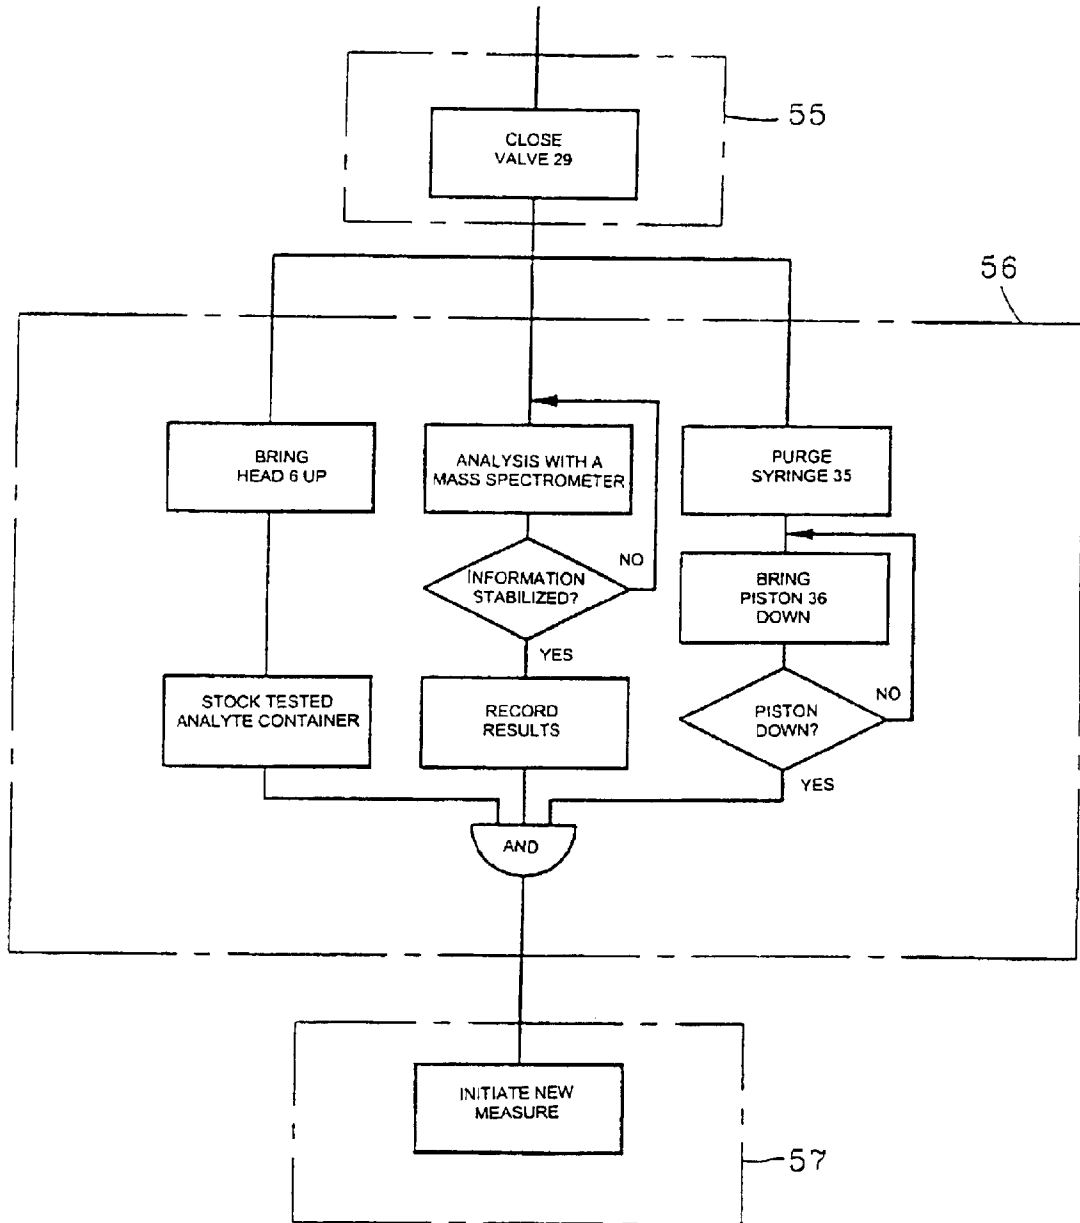 CLOSE
VALVE 29
55
56
BRING
HEAD 6 UP
ANALYSIS WITH A
MASS SPECTROMETER
PURGE
SYRINGE 35
INFORMATION
STABILIZED?
NO
YES
BRING
PISTON 36
DOWN
STOCK TESTED
ANALYTE CONTAINER
RECORD
RESULTS
PISTON
DOWN?
NO
YES
AND
INITIATE NEW
MEASURE
57